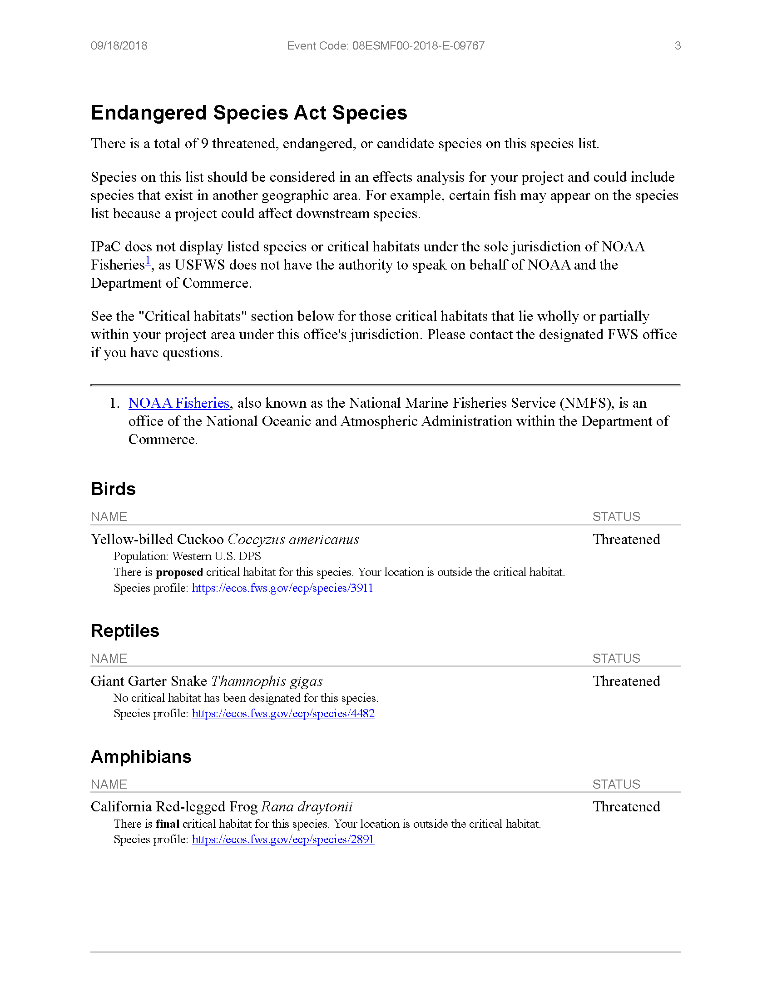 09/18/2018 Event Code: 08ESMF00-2018-E-09767 3
Endangered Species Act Species
There is a total of 9 threatened, endangered, or candidate species on this species list.
Species on this list should be considered in an effects analysis for your project and could include
species that exist in another geographic area. For example, certain fish may appear on the species
list because a project could affect downstream species.
IPaC does not display listed species or critical habitats under the sole jurisdiction of NOAA
Fisheries1, as USFWS does not have the authority to speak on behalf of NOAA and the
Department of Commerce.
See the "Critical habitats" section below for those critical habitats that lie wholly or partially
within your project area under this office's jurisdiction. Please contact the designated FWS office
if you have questions.
1. NOAA Fisheries, also known as the National Marine Fisheries Service (NMFS), is an
office of the National Oceanic and Atmospheric Administration within the Department of
Commerce.
Birds
NAME STATUS
Yellow-billed Cuckoo Coccyzus americanus Threatened
Population: Western U.S. DPS
There is proposed critical habitat for this species. Your location is outside the critical habitat.
Species profile: https://ecos.fws.gov/ecp/species/3911
Reptiles
NAME STATUS
Giant Garter Snake Thamnophis gigas Threatened
No critical habitat has been designated for this species.
Species profile: https://ecos.fws.gov/ecp/species/4482
Amphibians
NAME STATUS
California Red-legged Frog Rana draytonii Threatened
There is final critical habitat for this species. Your location is outside the critical habitat.
Species profile: https://ecos.fws.gov/ecp/species/2891